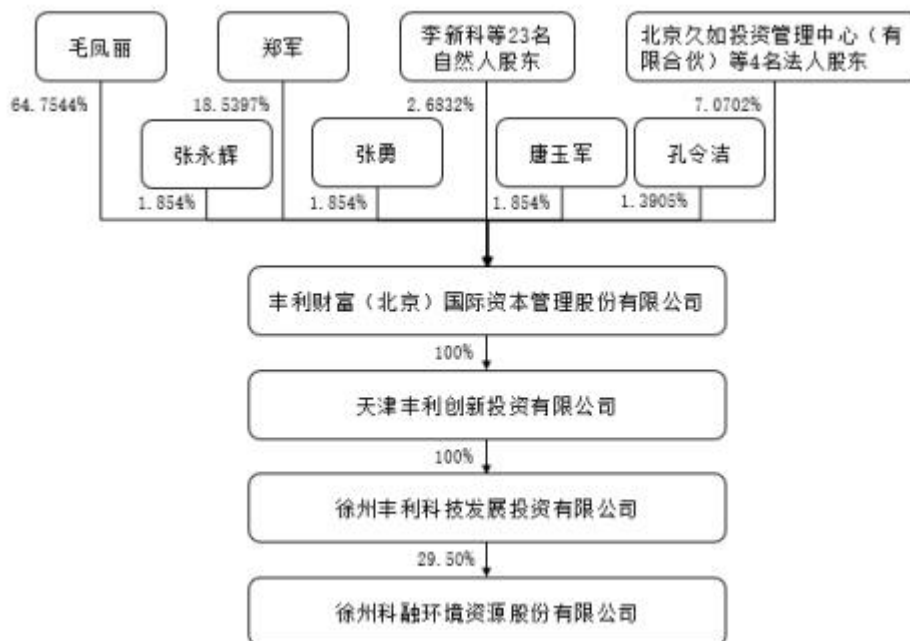 毛凤丽
郑军
李新科等23名
自然人股东
北京久如投资管理中心（有
限合伙）等4名法人股东
64.7544%
18.5397%
2.6832%
7.0702%
张永辉
张勇
唐玉军
孔令洁
1.854%
1.854%
1.854%
1.3905%
丰利财富（北京）国际资本管理股份有限公司
100%
天津丰利创新投资有限公司
100%
徐州丰利科技发展投资有限公司
29.50%
徐州科融环境资源股份有限公司